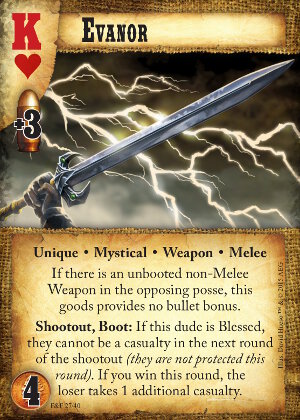 K
EVANOR
+3
Unique • Mystical • Weapon • Melee
If there is an unbooted non-Melee
Weapon in the opposing posse, this
goods provides no bullet bonus.
Shootout, Boot: If this dude is Blessed,
they cannot be a casualty in the next round
of the shootout (they are not protected this
round). If you win this round, the
loser takes 1 additional casualty.
4